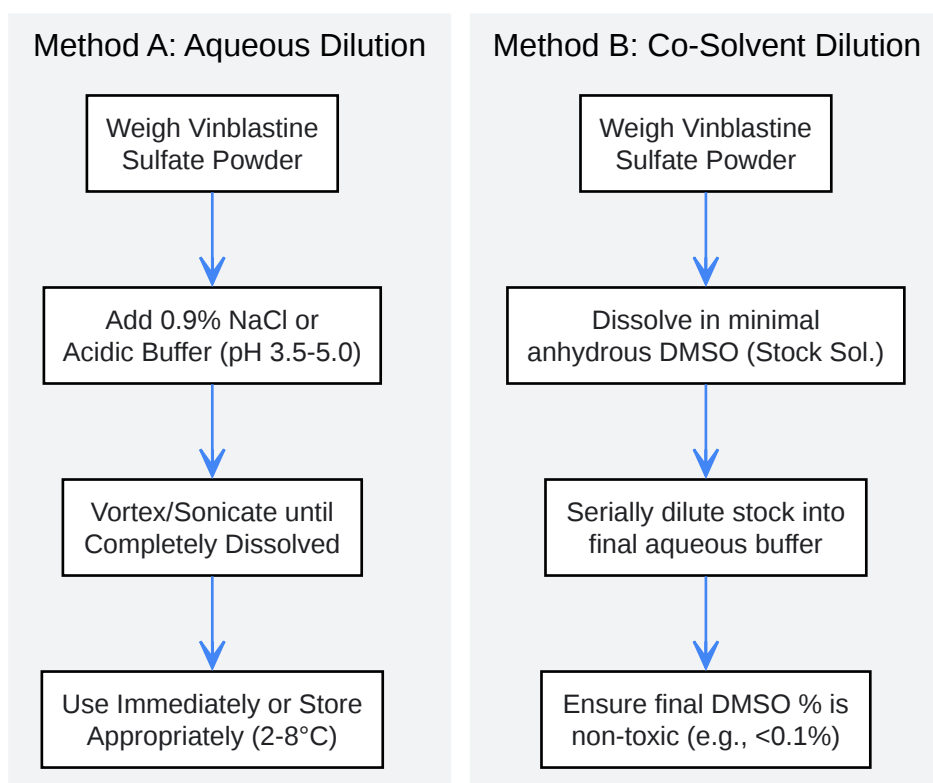 Method A: Aqueous Dilution
Weigh Vinblastine
Sulfate Powder
Add 0.9% NaCl or
Acidic Buffer (pH 3.5-5.0)
Vortex/Sonicate until
Completely Dissolved
Use Immediately or Store
Appropriately (2-8°C)
Method B: Co-Solvent Dilution
Weigh Vinblastine
Sulfate Powder
Dissolve in minimal
anhydrous DMSO (Stock Sol.)
Serially dilute stock into
final aqueous buffer
Ensure final DMSO % is
non-toxic (e.g., <0.1%)